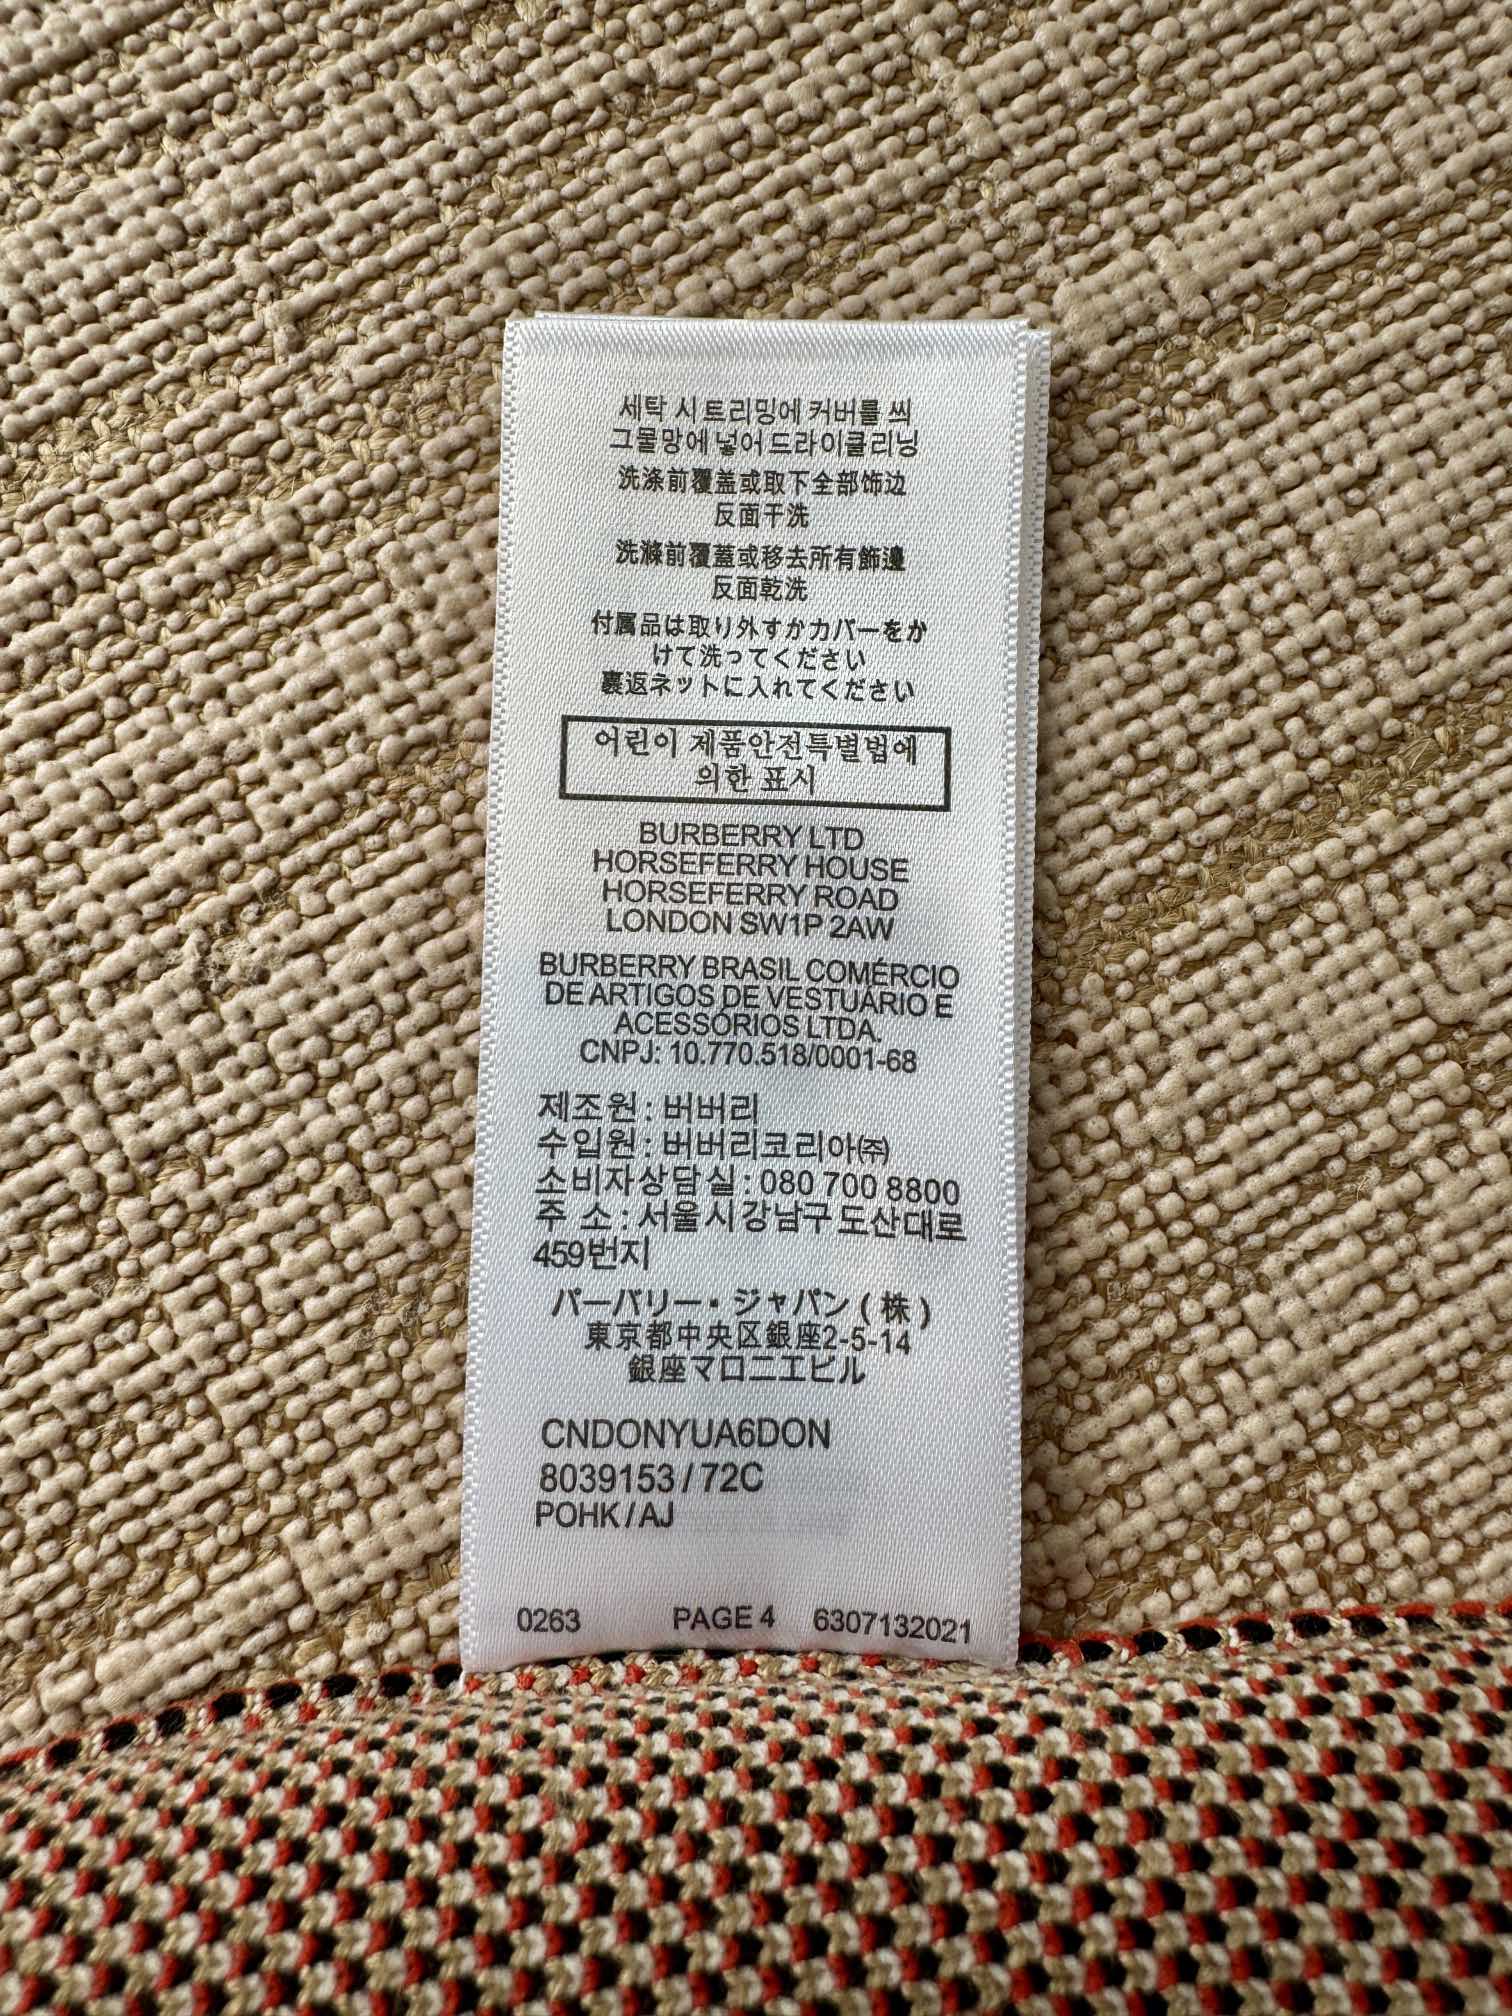 세탁 시 트리밍에 커버를 씌
그물망에 넣어 드라이클리닝
洗涤前覆盖或取下全部饰边
反面干洗
洗滌前覆蓋或移去所有飾邊
反面乾洗
付属品は取り外すかカバーをか
けて洗ってください
裏返ネットに入れてください
어린이 제품안전특별법에
의한 표시
BURBERRY LTD
HORSEFERRY HOUSE
HORSEFERRY ROAD
LONDON SW1P 2AW
BURBERRY BRASIL COMÉRCIO
DE ARTIGOS DE VESTUÁRIO E
ACESSÓRIOS LTDA.
CNPJ: 10.770.518/0001-68
제조원 : 버버리
수입원 : 버버리코리아㈜
소비자상담실 : 080 700 8800
주 소 : 서울시강남구 도산대로
459번지
バーバリー・ジャパン ( 株 )
東京都中央区銀座2-5-14
銀座マロニエビル
CNDONYUA6DON
8039153 / 72C
POHK / AJ
0263 PAGE 4 6307132021